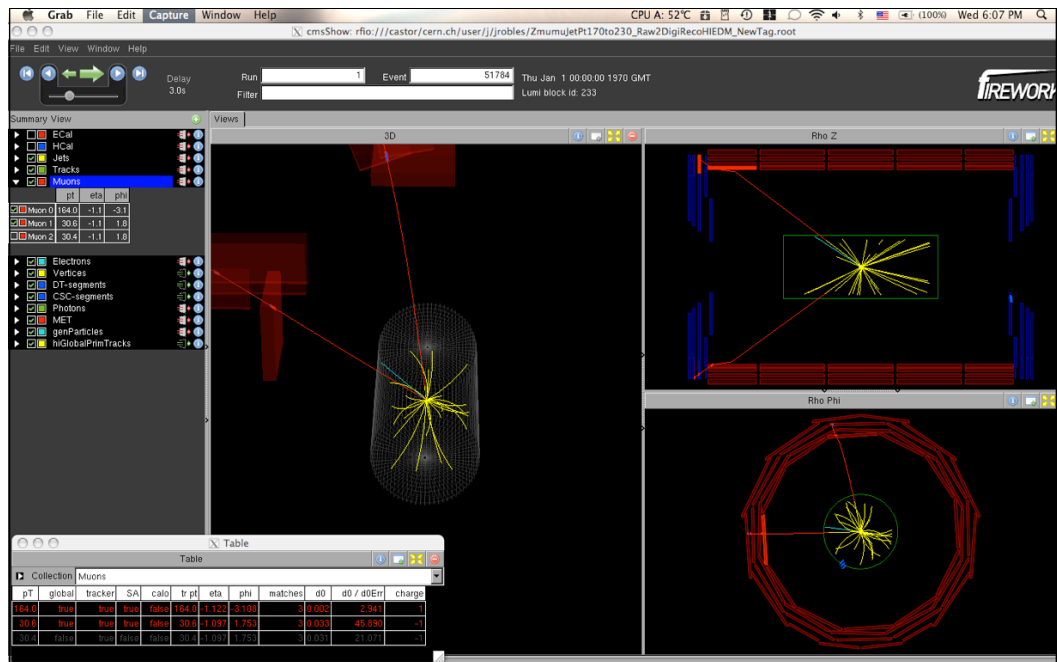 Grab File Edit Capture Window Help CPU A: 52°C (100%) Wed 6:07 PM
cmsShow: rfio://castor/cern.ch/user/j/jrobles/ZmumuJetPt170to230_Raw2DigiRecoHIEDM_NewTag.root
File Edit View Window Help
Delay
3.0s
Run 1 Event 51784 Thu Jan 1 00:00:00 1970 GMT
Filter Lumi block id: 233
FIREWOR
Summary View
Views
3D
Rho Z
ECal
HCal
Jets
Tracks
Muons
pt eta phi
Muon 0 164.0 -1.1 -3.1
Muon 1 30.6 -1.1 1.8
Muon 2 30.4 -1.1 1.8
Electrons
Vertices
DT-segments
CSC-segments
Photons
MET
genParticles
hiGlobalPrimTracks
Rho Phi
Table
Table
Collection Muons
pT global tracker SA calo tr pt eta phi matches d0 d0 / d0Err charge
164.0 true true true false 164.0 -1.122 -3.108 3 0.002 2.941 1
30.6 true true true false 30.6 -1.097 1.753 3 0.033 45.890 -1
30.4 false true false false 30.4 -1.097 1.753 3 0.031 21.071 -1